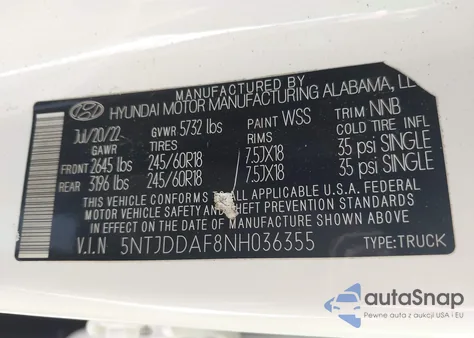 MANUFACTURED BY
HYUNDAI MOTOR MANUFACTURING ALABAMA, LL
Jul/20/22 GVWR 5732 lbs PAINT WSS TRIM NNB
GAWR TIRES RIMS COLD TIRE INFL
FRONT 2645 lbs 245/60R18 7.5JX18 35 psi SINGLE
REAR 3196 lbs 245/60R18 7.5JX18 35 psi SINGLE
THIS VEHICLE CONFORMS TO ALL APPLICABLE U.S.A. FEDERAL
MOTOR VEHICLE SAFETY AND THEFT PREVENTION STANDARDS
IN EFFECT ON THE DATE OF MANUFACTURE SHOWN ABOVE.
V.I.N 5NTJDDAF8NH036355 TYPE:TRUCK
autoSnap
Pewne auta z aukcji USA i EU